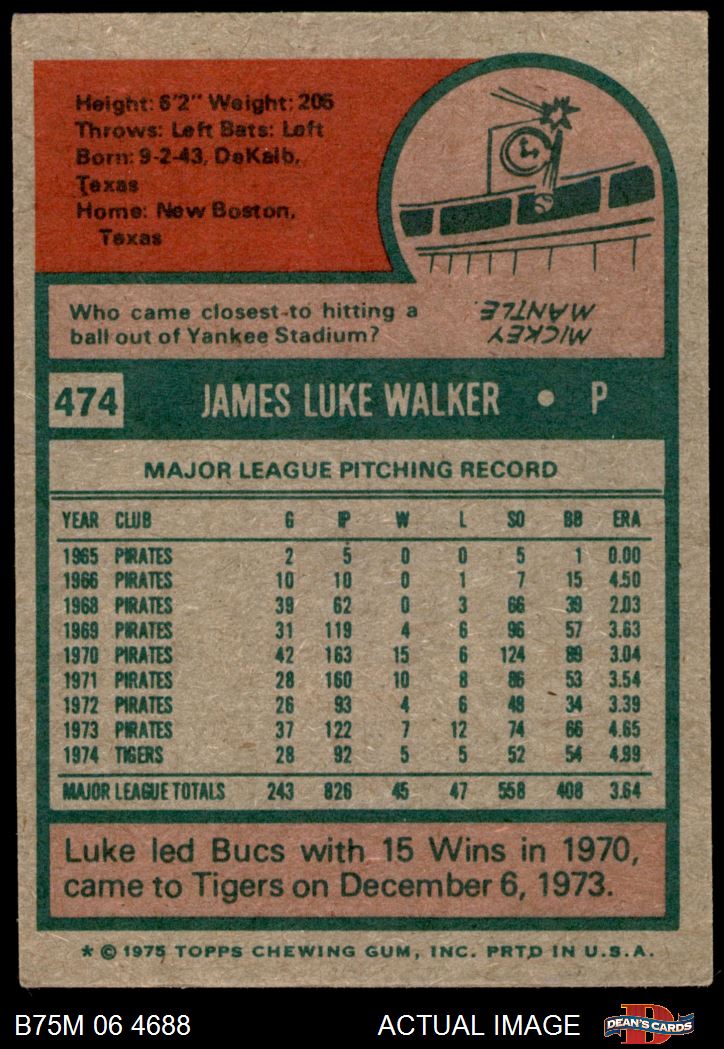 Height: 6'2" Weight: 205
Throws: Left Bats: Left
Born: 9-2-43, DeKalb,
Texas
Home: New Boston,
Texas
Who came closest to hitting a
ball out of Yankee Stadium?
MICKEY
MANTLE.
474 JAMES LUKE WALKER • P
MAJOR LEAGUE PITCHING RECORD
YEAR CLUB G IP W L SO BB ERA
1965 PIRATES 2 5 0 0 5 1 0.00
1966 PIRATES 10 10 0 1 7 15 4.50
1968 PIRATES 39 62 0 3 66 39 2.03
1969 PIRATES 31 119 4 6 96 57 3.63
1970 PIRATES 42 163 15 6 124 89 3.04
1971 PIRATES 28 160 10 8 86 53 3.54
1972 PIRATES 26 93 4 6 48 34 3.39
1973 PIRATES 37 122 7 12 74 66 4.65
1974 TIGERS 28 92 5 5 52 54 4.99
MAJOR LEAGUE TOTALS 243 826 45 47 558 408 3.64
Luke led Bucs with 15 Wins in 1970,
came to Tigers on December 6, 1973.
* © 1975 TOPPS CHEWING GUM, INC. PRTD IN U.S.A.
B75M 06 4688 ACTUAL IMAGE D DEAN'S CARDS